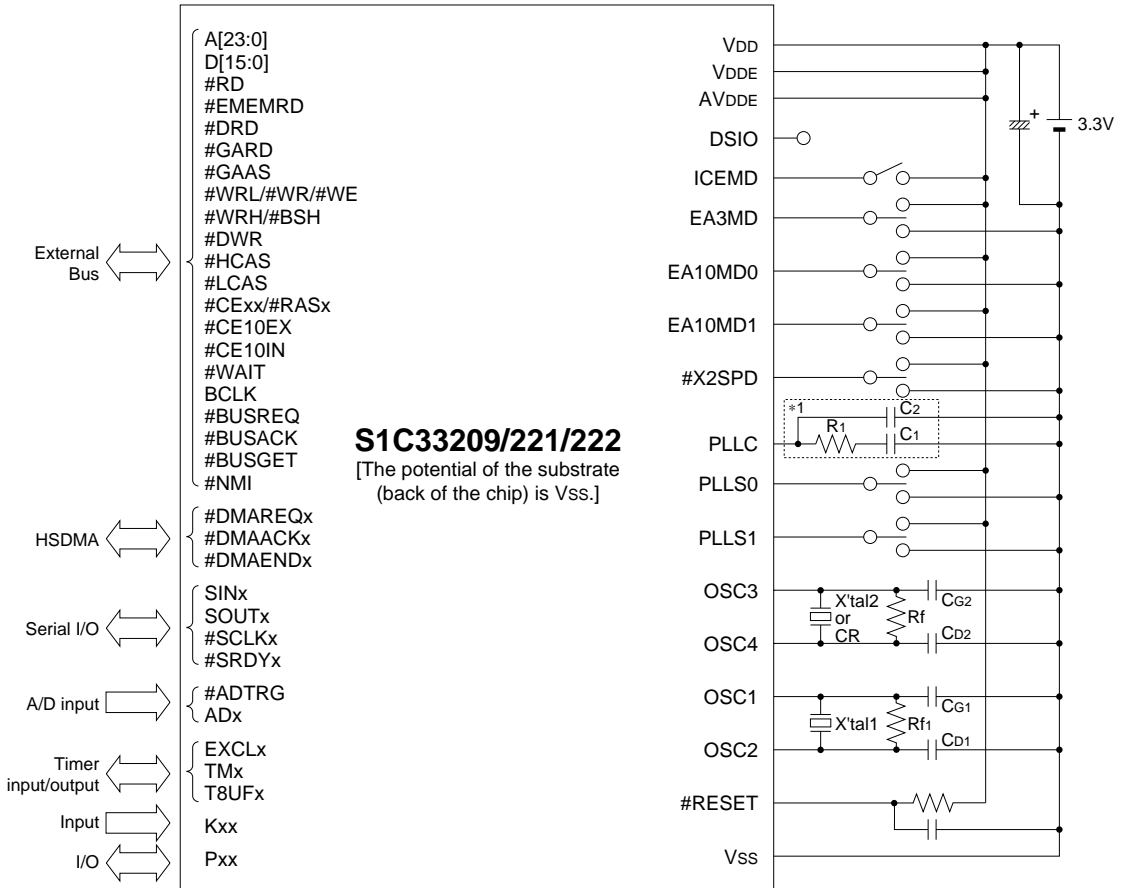 A[23:0]
D[15:0]
#RD
#EMEMRD
#DRD
#GARD
#GAAS
#WRL/#WR/#WE
#WRH/#BSH
#DWR
#HCAS
#LCAS
#CExx/#RASx
#CE10EX
#CE10IN
#WAIT
BCLK
#BUSREQ
#BUSACK
#BUSGET
#NMI
External
Bus
#DMAREQx
#DMAACKx
#DMAENDx
HSDMA
SINx
SOUTx
#SCLKx
#SRDYx
Serial I/O
#ADTRG
ADx
A/D input
EXCLx
TMx
T8UFx
Timer
input/output
Input
Kxx
I/O
Pxx
S1C33209/221/222
[The potential of the substrate
(back of the chip) is VSS.]
VDD
VDDE
AVDDE
DSIO
ICEMD
EA3MD
EA10MD0
EA10MD1
#X2SPD
PLLC
PLLS0
PLLS1
OSC3
OSC4
OSC1
OSC2
#RESET
VSS
+
3.3V
*1
C2
R1
C1
X'tal2
or
CR
Rf
CG2
CD2
X'tal1
Rf1
CG1
CD1